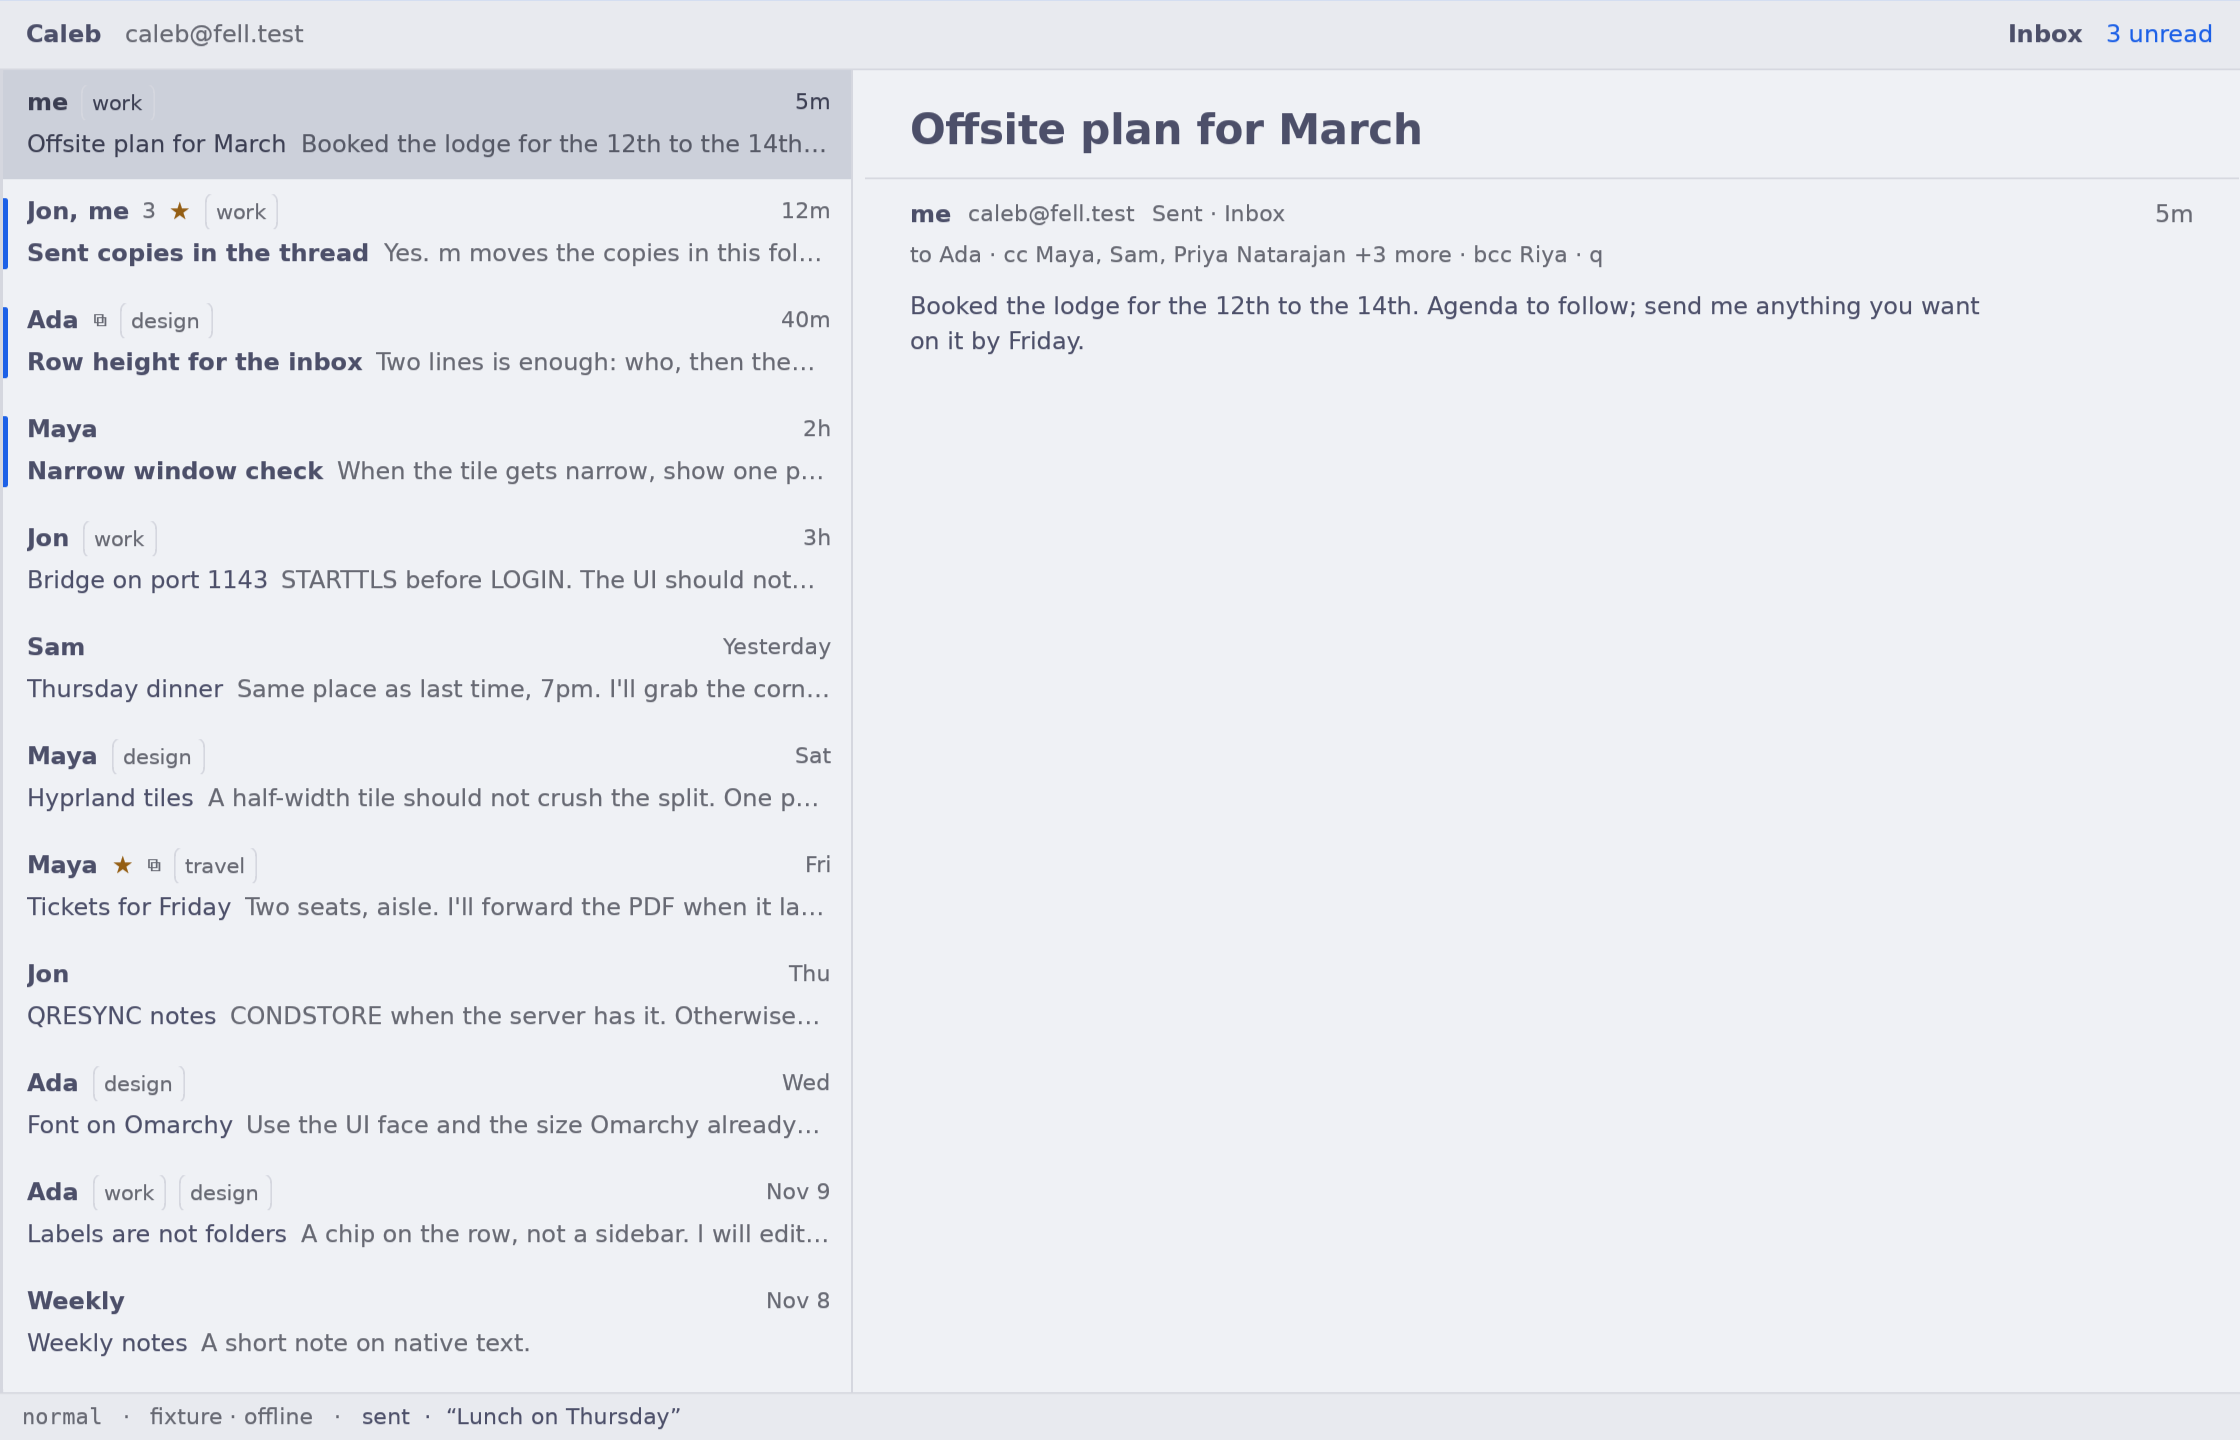 Caleb caleb@fell.test Inbox 3 unread
me work 5m
Offsite plan for March Booked the lodge for the 12th to the 14th…
Jon, me 3 ★ work 12m
Sent copies in the thread Yes. m moves the copies in this fol…
Ada design 40m
Row height for the inbox Two lines is enough: who, then the…
Maya 2h
Narrow window check When the tile gets narrow, show one p…
Jon work 3h
Bridge on port 1143 STARTTLS before LOGIN. The UI should not…
Sam Yesterday
Thursday dinner Same place as last time, 7pm. I'll grab the corn…
Maya design Sat
Hyprland tiles A half-width tile should not crush the split. One p…
Maya ★ travel Fri
Tickets for Friday Two seats, aisle. I'll forward the PDF when it la…
Jon Thu
QRESYNC notes CONDSTORE when the server has it. Otherwise…
Ada design Wed
Font on Omarchy Use the UI face and the size Omarchy already…
Ada work design Nov 9
Labels are not folders A chip on the row, not a sidebar. I will edit…
Weekly Nov 8
Weekly notes A short note on native text.
Offsite plan for March
me caleb@fell.test Sent · Inbox 5m
to Ada · cc Maya, Sam, Priya Natarajan +3 more · bcc Riya · q
Booked the lodge for the 12th to the 14th. Agenda to follow; send me anything you want
on it by Friday.
normal · fixture · offline · sent · “Lunch on Thursday”